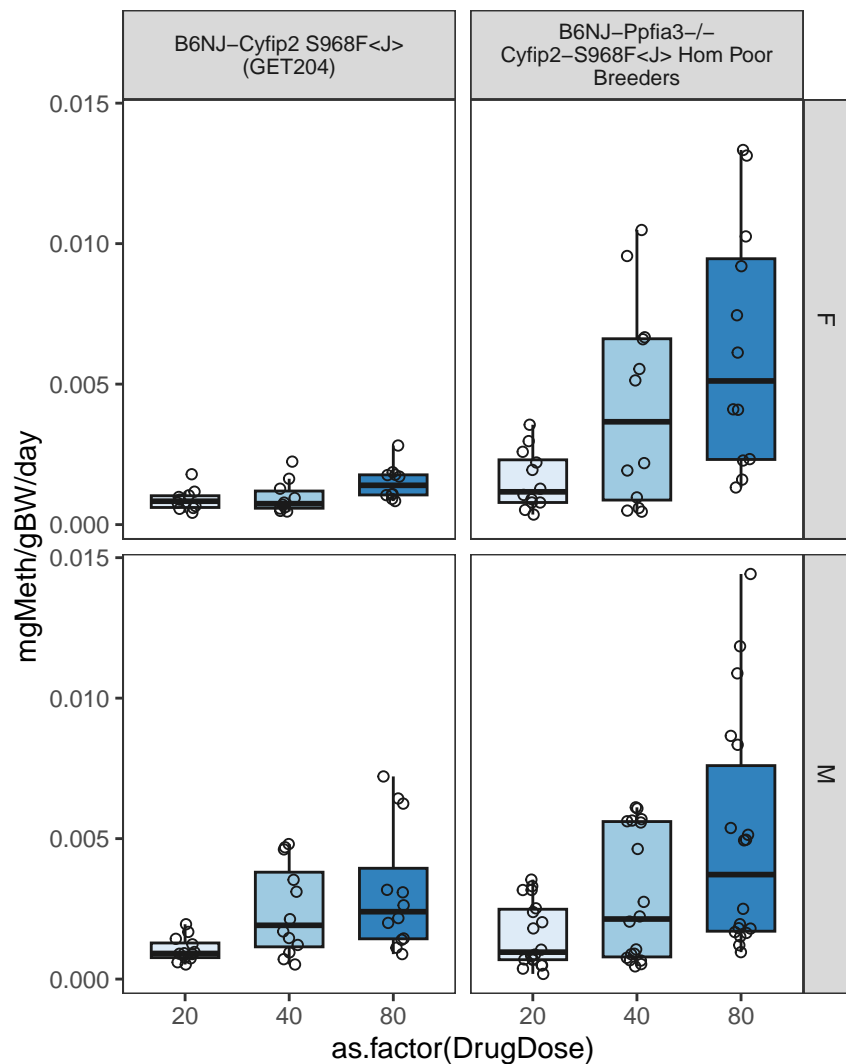 B6NJ−Cyfip2 S968F<J>
(GET204)
B6NJ−Ppfia3−/−
Cyfip2−S968F<J> Hom Poor
Breeders
0.015
0.010
0.005
0.000
F
0.015
0.010
0.005
0.000
M
mgMeth/gBW/day
20
40
80
20
40
80
as.factor(DrugDose)